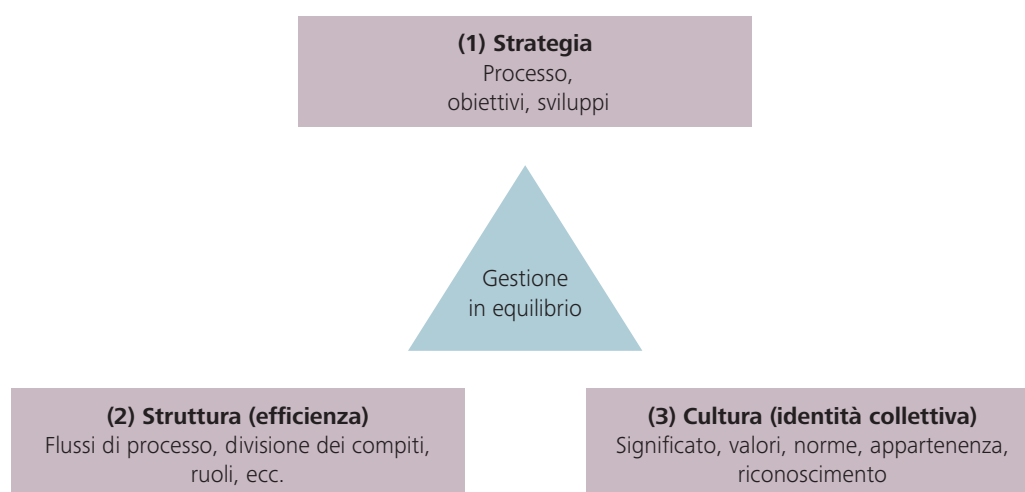 (1) Strategia
Processo,
obiettivi, sviluppi
Gestione
in equilibrio
(2) Struttura (efficienza)
Flussi di processo, divisione dei compiti,
ruoli, ecc.
(3) Cultura (identità collettiva)
Significato, valori, norme, appartenenza,
riconoscimento